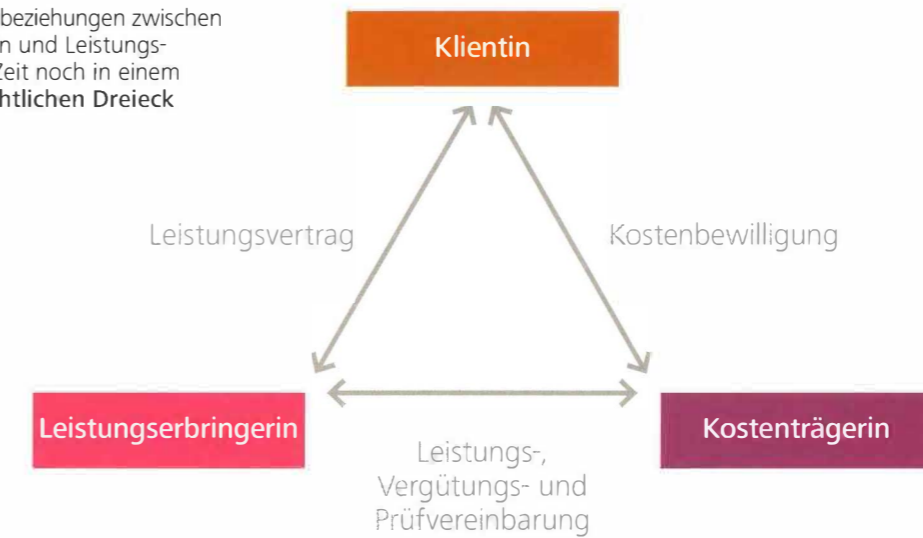 beziehungen zwischen
n und Leistungs-
Zeit noch in einem
htlichen Dreieck
Klientin
Leistungsvertrag
Kostenbewilligung
Leistungserbringerin
Kostenträgerin
Leistungs-,
Vergütungs- und
Prüfvereinbarung